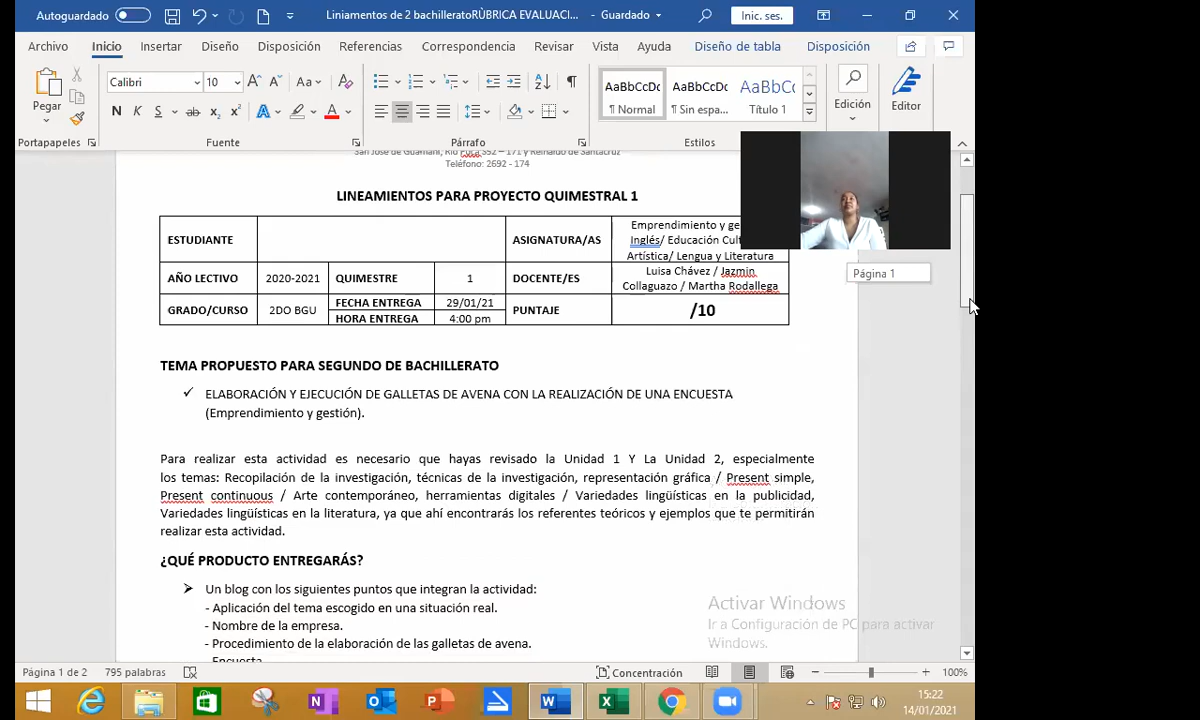 Autoguardado
Liniamentos de 2 bachilleratoRÙBRICA EVALUACI... - Guardado
Inic. ses.
Archivo Inicio Insertar Diseño Disposición Referencias Correspondencia Revisar Vista Ayuda Diseño de tabla Disposición
Pegar
Calibri 10
Aa
N K S ab x₂ x² A A
AaBbCcDc AaBbCcDc AaBbCc
¶ Normal ¶ Sin espa... Título 1
Edición Editor
Portapapeles Fuente Párrafo Estilos
Teléfono: 2692 - 174
LINEAMIENTOS PARA PROYECTO QUIMESTRAL 1
ESTUDIANTE
ASIGNATURA/AS
Emprendimiento y ge
Inglés/ Educación Cul
Artística/ Lengua y Literatura
AÑO LECTIVO 2020-2021 QUIMESTRE 1 DOCENTE/ES
Luisa Chávez / Jazmin
Collaguazo / Martha Rodallega
Página 1
GRADO/CURSO 2DO BGU
FECHA ENTREGA 29/01/21
HORA ENTREGA 4:00 pm
PUNTAJE /10
TEMA PROPUESTO PARA SEGUNDO DE BACHILLERATO
✓ ELABORACIÓN Y EJECUCIÓN DE GALLETAS DE AVENA CON LA REALIZACIÓN DE UNA ENCUESTA
(Emprendimiento y gestión).
Para realizar esta actividad es necesario que hayas revisado la Unidad 1 Y La Unidad 2, especialmente
los temas: Recopilación de la investigación, técnicas de la investigación, representación gráfica / Present simple,
Present continuous / Arte contemporáneo, herramientas digitales / Variedades lingüísticas en la publicidad,
Variedades lingüísticas en la literatura, ya que ahí encontrarás los referentes teóricos y ejemplos que te permitirán
realizar esta actividad.
¿QUÉ PRODUCTO ENTREGARÁS?
➢ Un blog con los siguientes puntos que integran la actividad:
- Aplicación del tema escogido en una situación real.
- Nombre de la empresa.
- Procedimiento de la elaboración de las galletas de avena.
- Encuesta
Activar Windows
Ir a Configuración de PC para activar
Windows.
Página 1 de 2 795 palabras Concentración 100%
15:22
14/01/2021